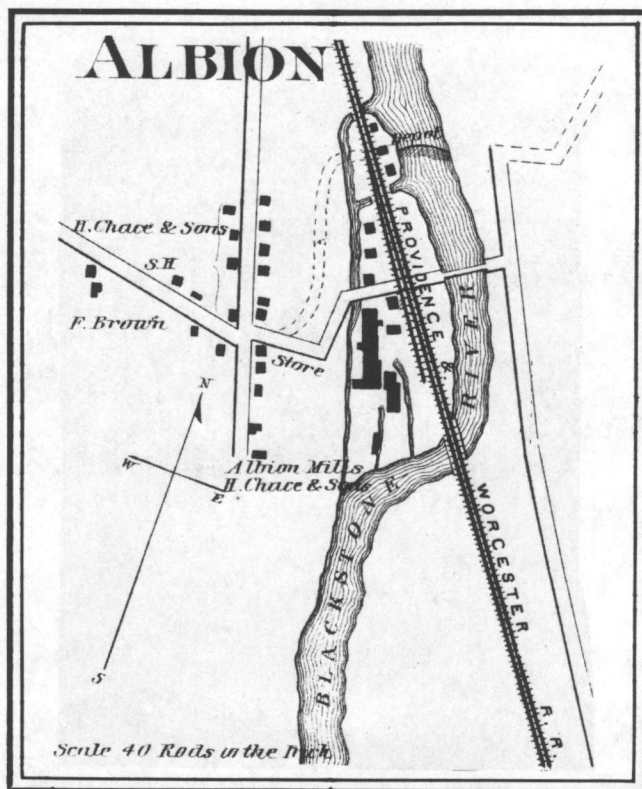 ALBION
Depot
H. Chace & Sons
S.H
F. Brown
Store
N
W
E
S
Albion Mills
H. Chace & Sons
PROVIDENCE & WORCESTER R. R.
BLACKSTONE RIVER
Scale 40 Rods to the Inch